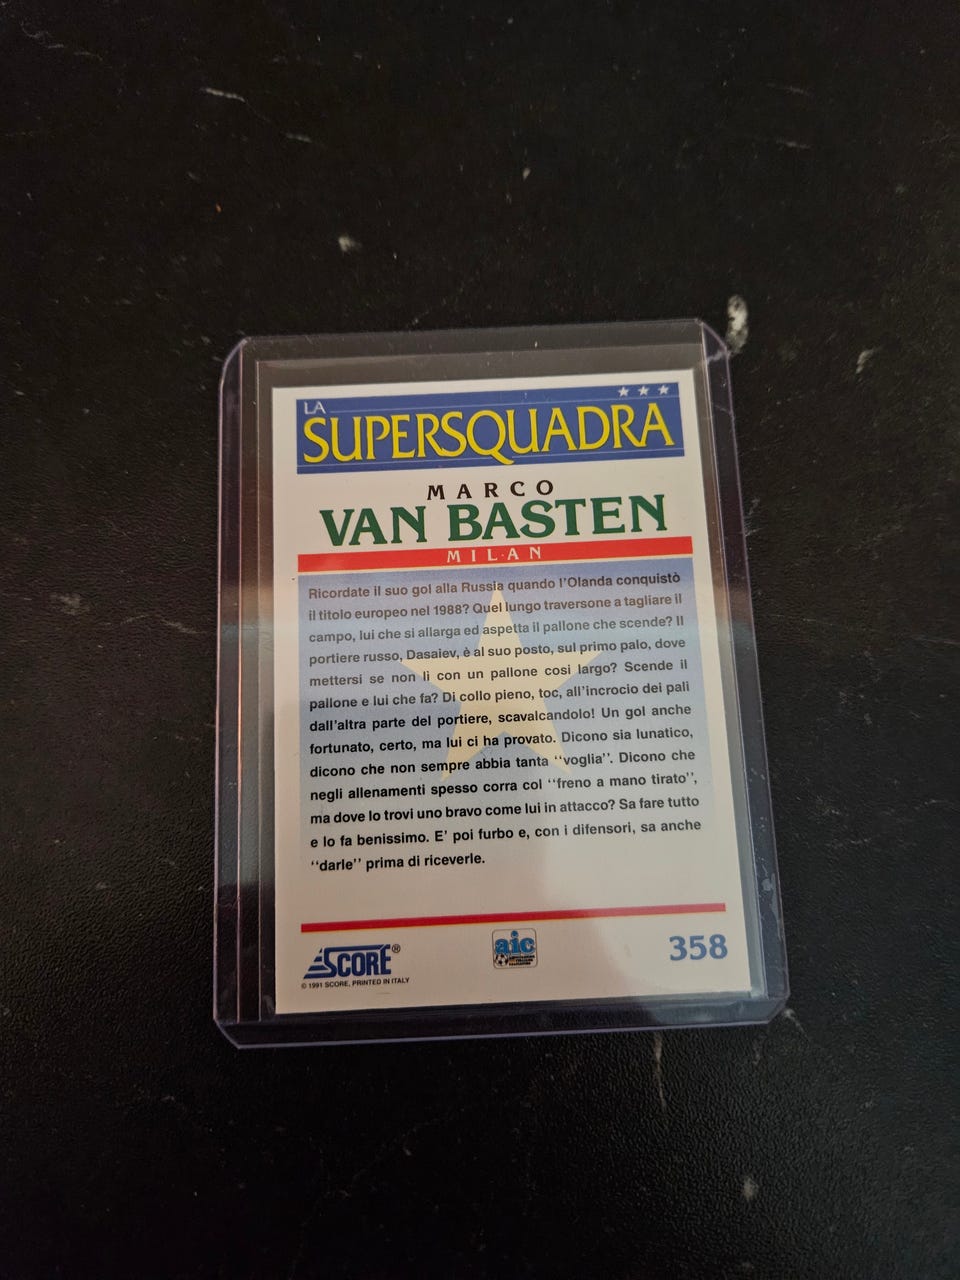 LA
SUPERSQUADRA
MARCO
VAN BASTEN
MILAN
Ricordate il suo gol alla Russia quando l'Olanda conquistò
il titolo europeo nel 1988? Quel lungo traversone a tagliare il
campo, lui che si allarga ed aspetta il pallone che scende? Il
portiere russo, Dasaiev, è al suo posto, sul primo palo, dove
mettersi se non lì con un pallone così largo? Scende il
pallone e lui che fa? Di collo pieno, toc, all'incrocio dei pali
dall'altra parte del portiere, scavalcandolo! Un gol anche
fortunato, certo, ma lui ci ha provato. Dicono sia lunatico,
dicono che non sempre abbia tanta ''voglia''. Dicono che
negli allenamenti spesso corra col ''freno a mano tirato'',
ma dove lo trovi uno bravo come lui in attacco? Sa fare tutto
e lo fa benissimo. E' poi furbo e, con i difensori, sa anche
''darle'' prima di riceverle.
SCORE®
aic
358
© 1991 SCORE, PRINTED IN ITALY